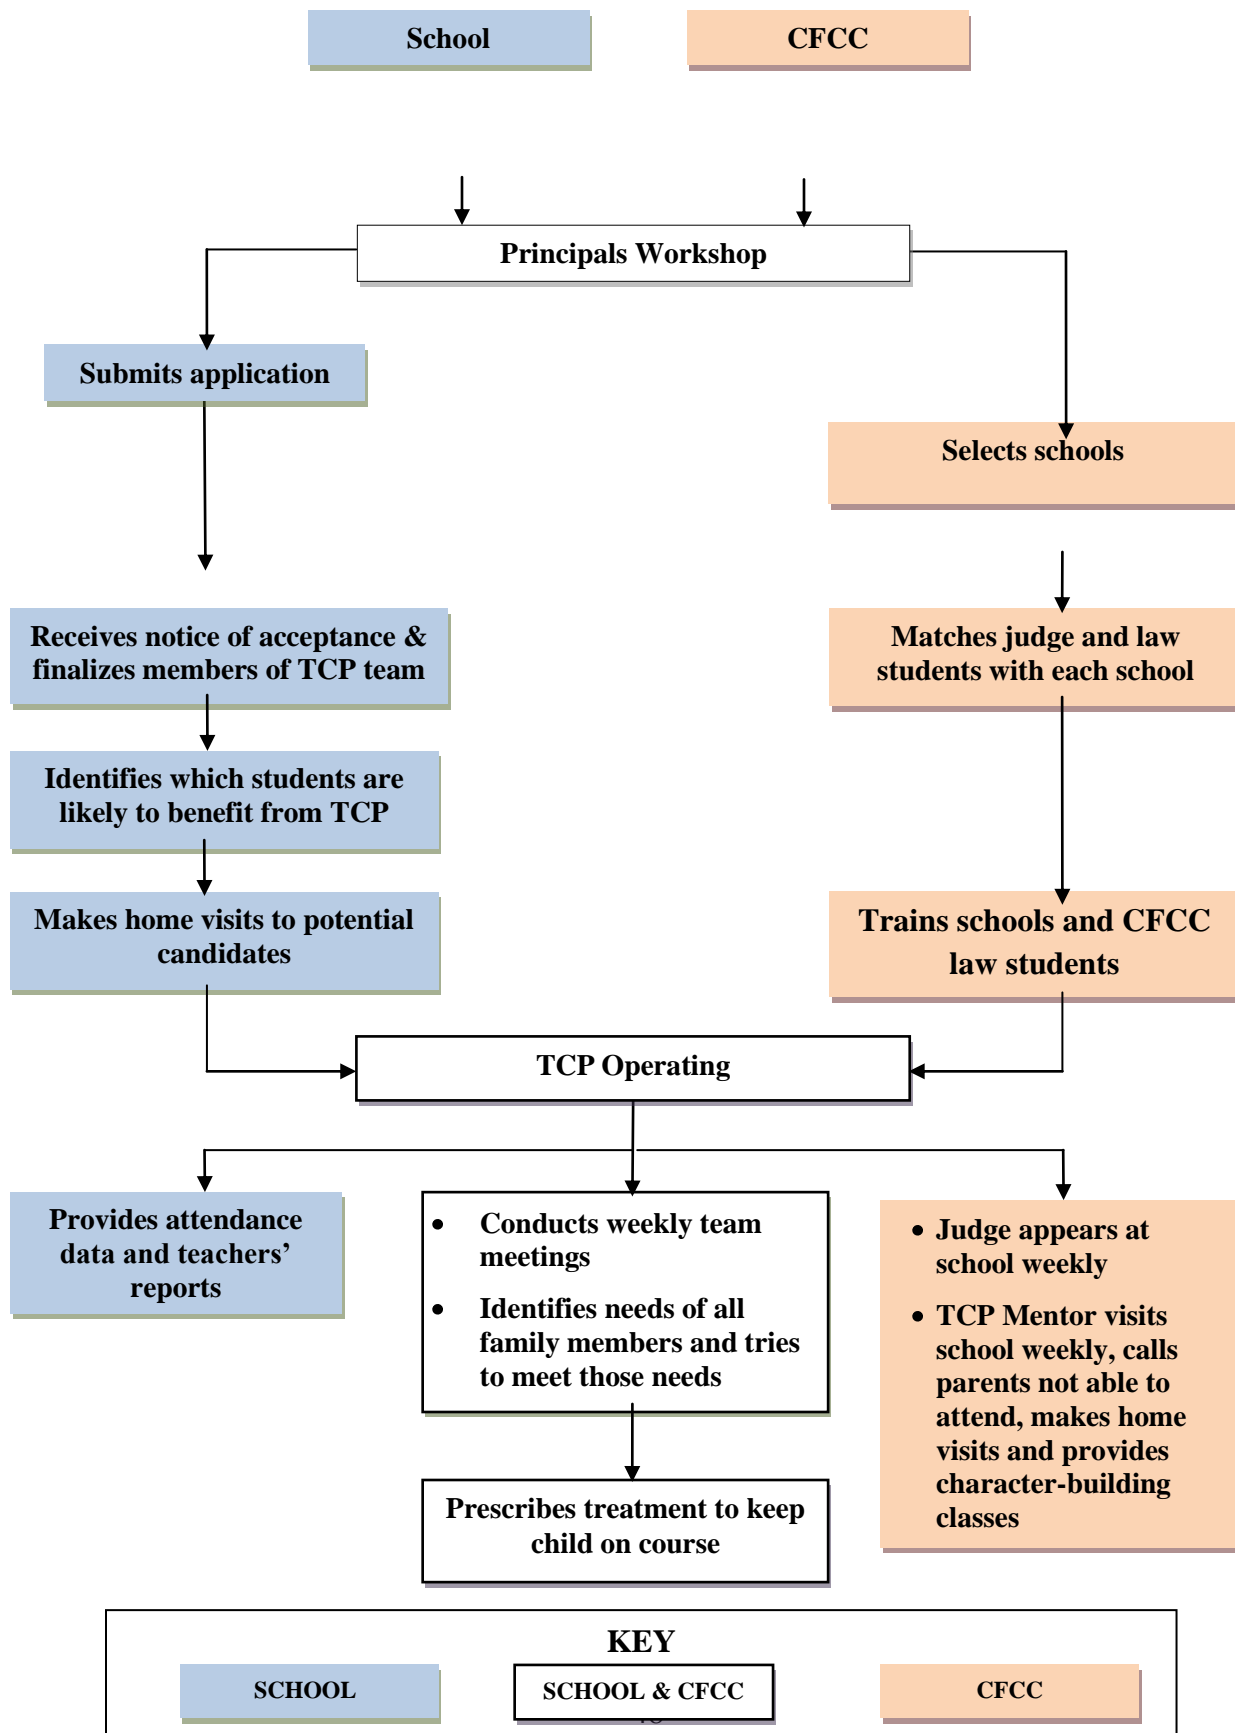 School
CFCC
Principals Workshop
Submits application
Selects schools
Receives notice of acceptance &
finalizes members of TCP team
Matches judge and law
students with each school
Identifies which students are
likely to benefit from TCP
Makes home visits to potential
candidates
Trains schools and CFCC
law students
TCP Operating
Provides attendance
data and teachers’
reports
• Conducts weekly team
meetings
• Identifies needs of all
family members and tries
to meet those needs
• Judge appears at
school weekly
• TCP Mentor visits
school weekly, calls
parents not able to
attend, makes home
visits and provides
character-building
classes
Prescribes treatment to keep
child on course
KEY
SCHOOL
SCHOOL & CFCC
CFCC